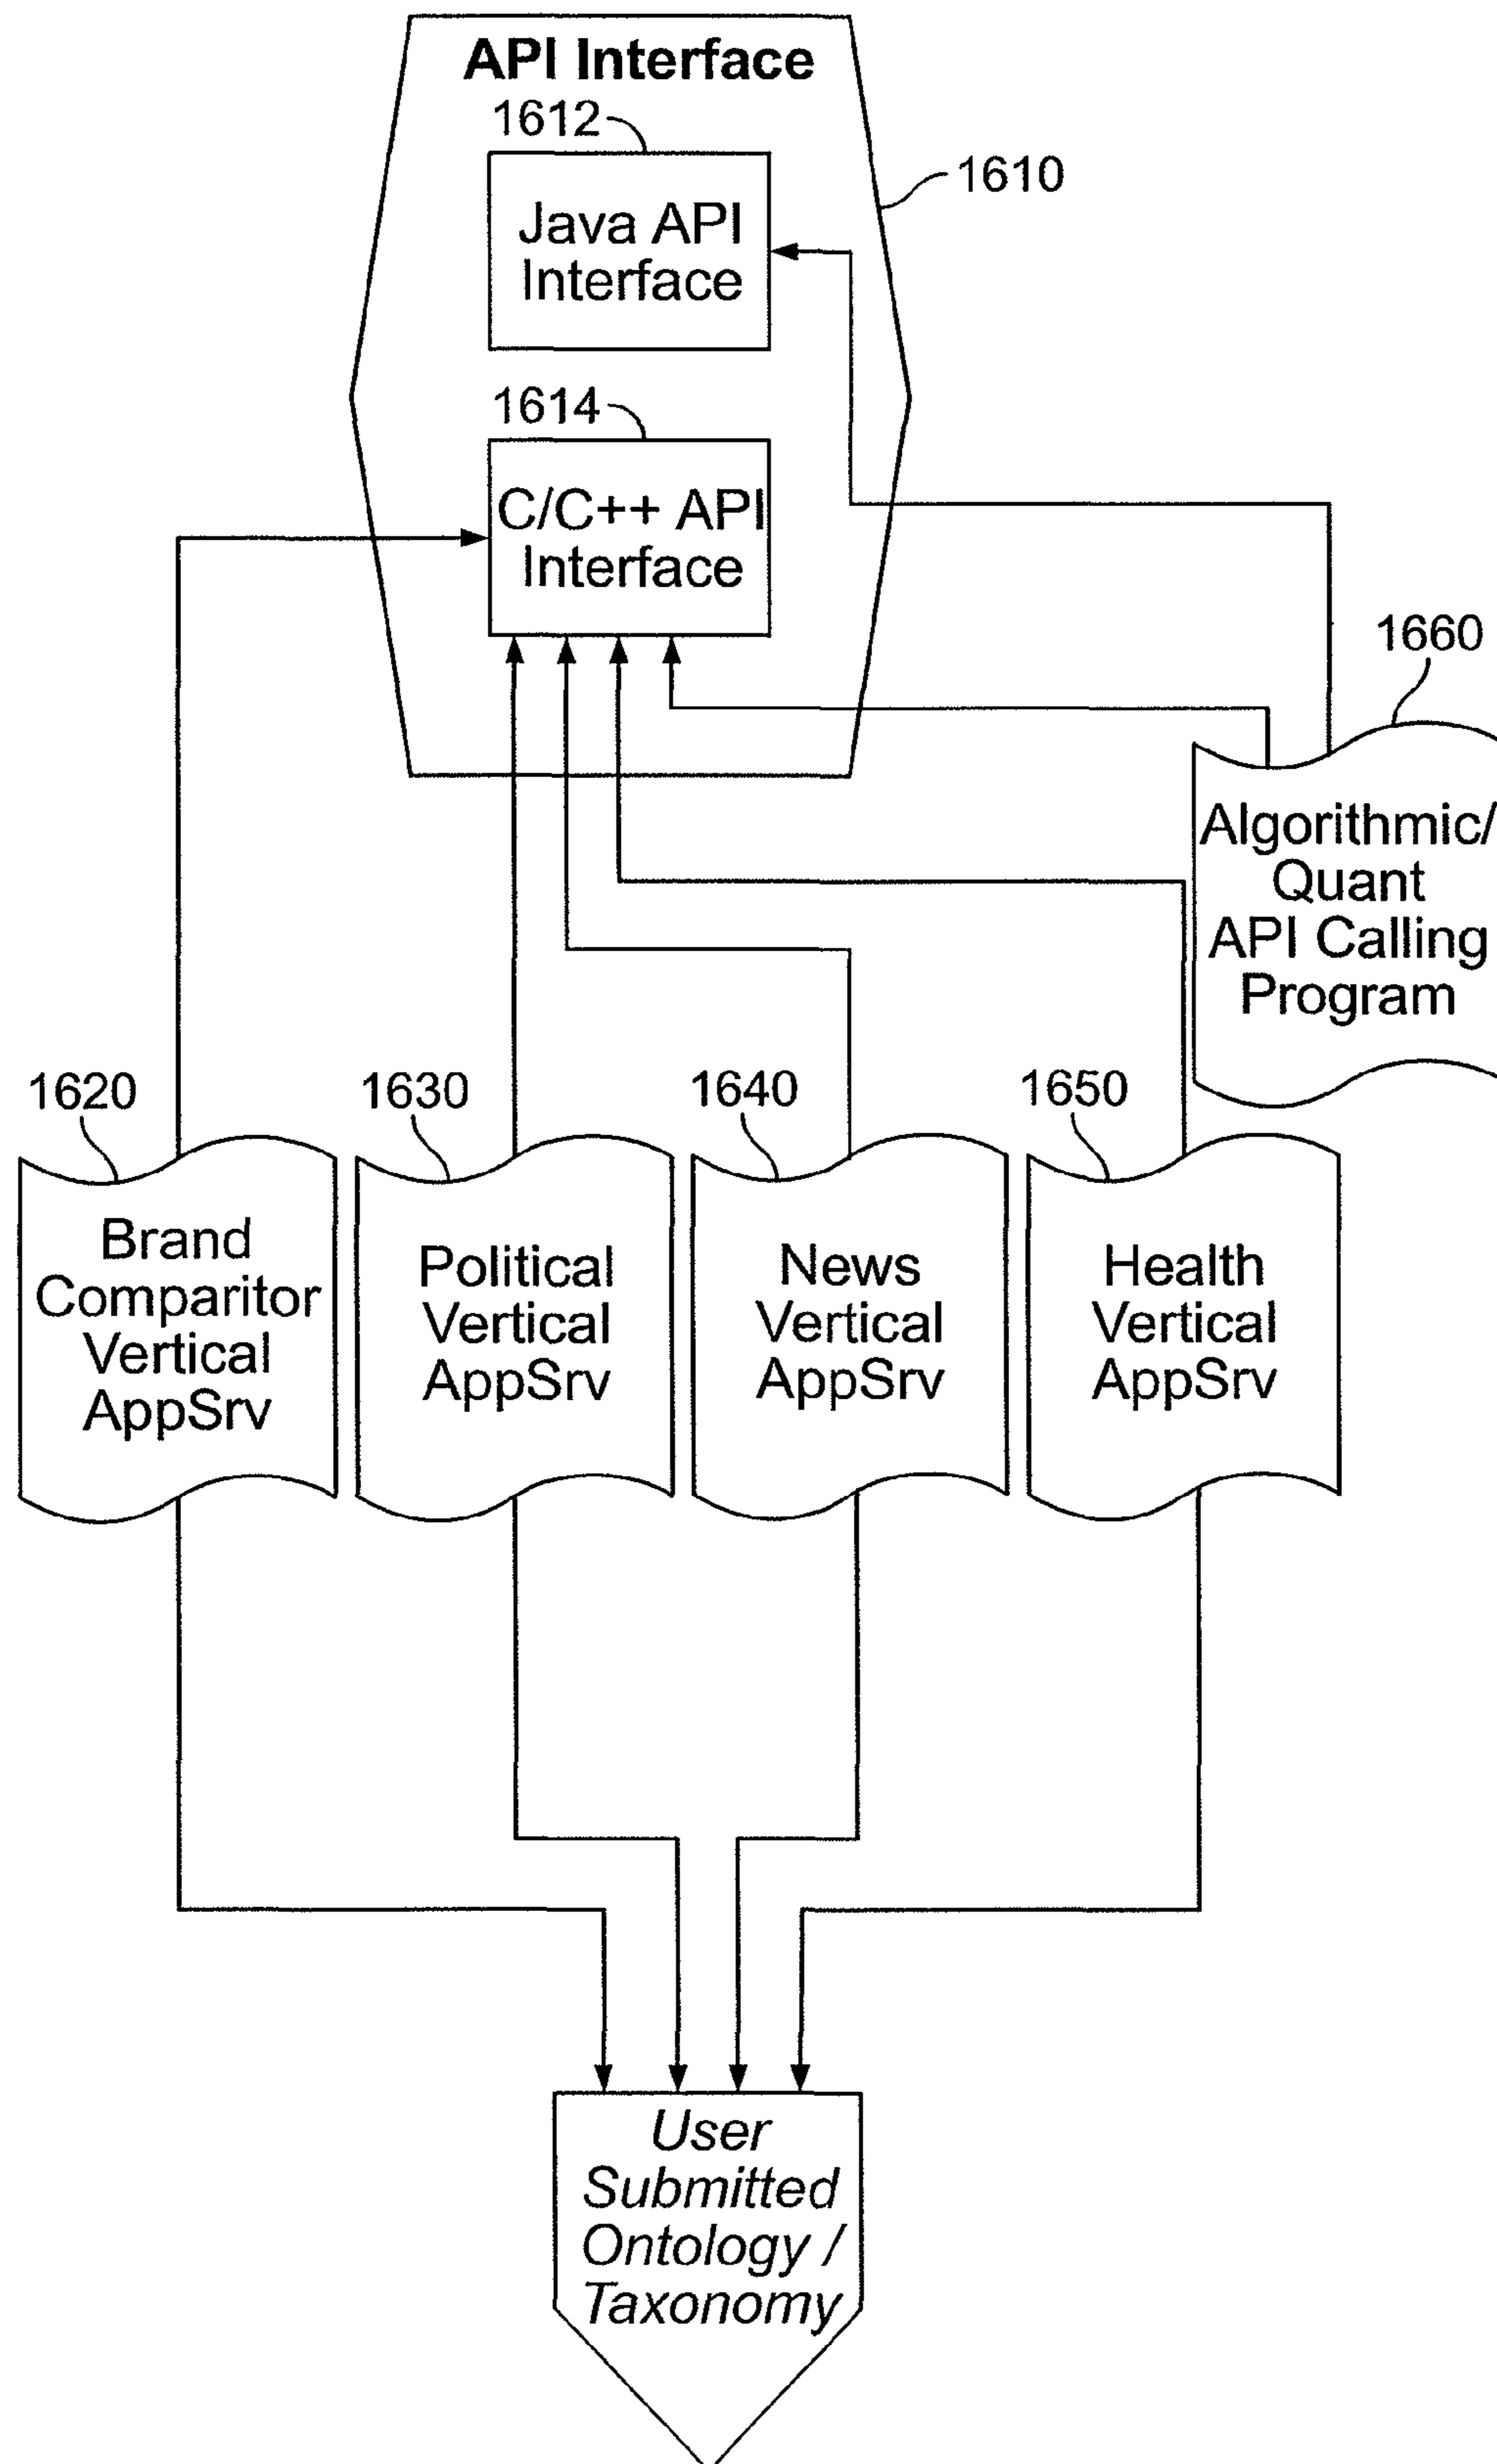 API Interface
1612
1610
Java API
Interface
1614
C/C++ API
Interface
1660
Algorithmic/
Quant
API Calling
Program
1620
1630
1640
1650
Brand
Comparitor
Vertical
AppSrv
Political
Vertical
AppSrv
News
Vertical
AppSrv
Health
Vertical
AppSrv
User
Submitted
Ontology /
Taxonomy